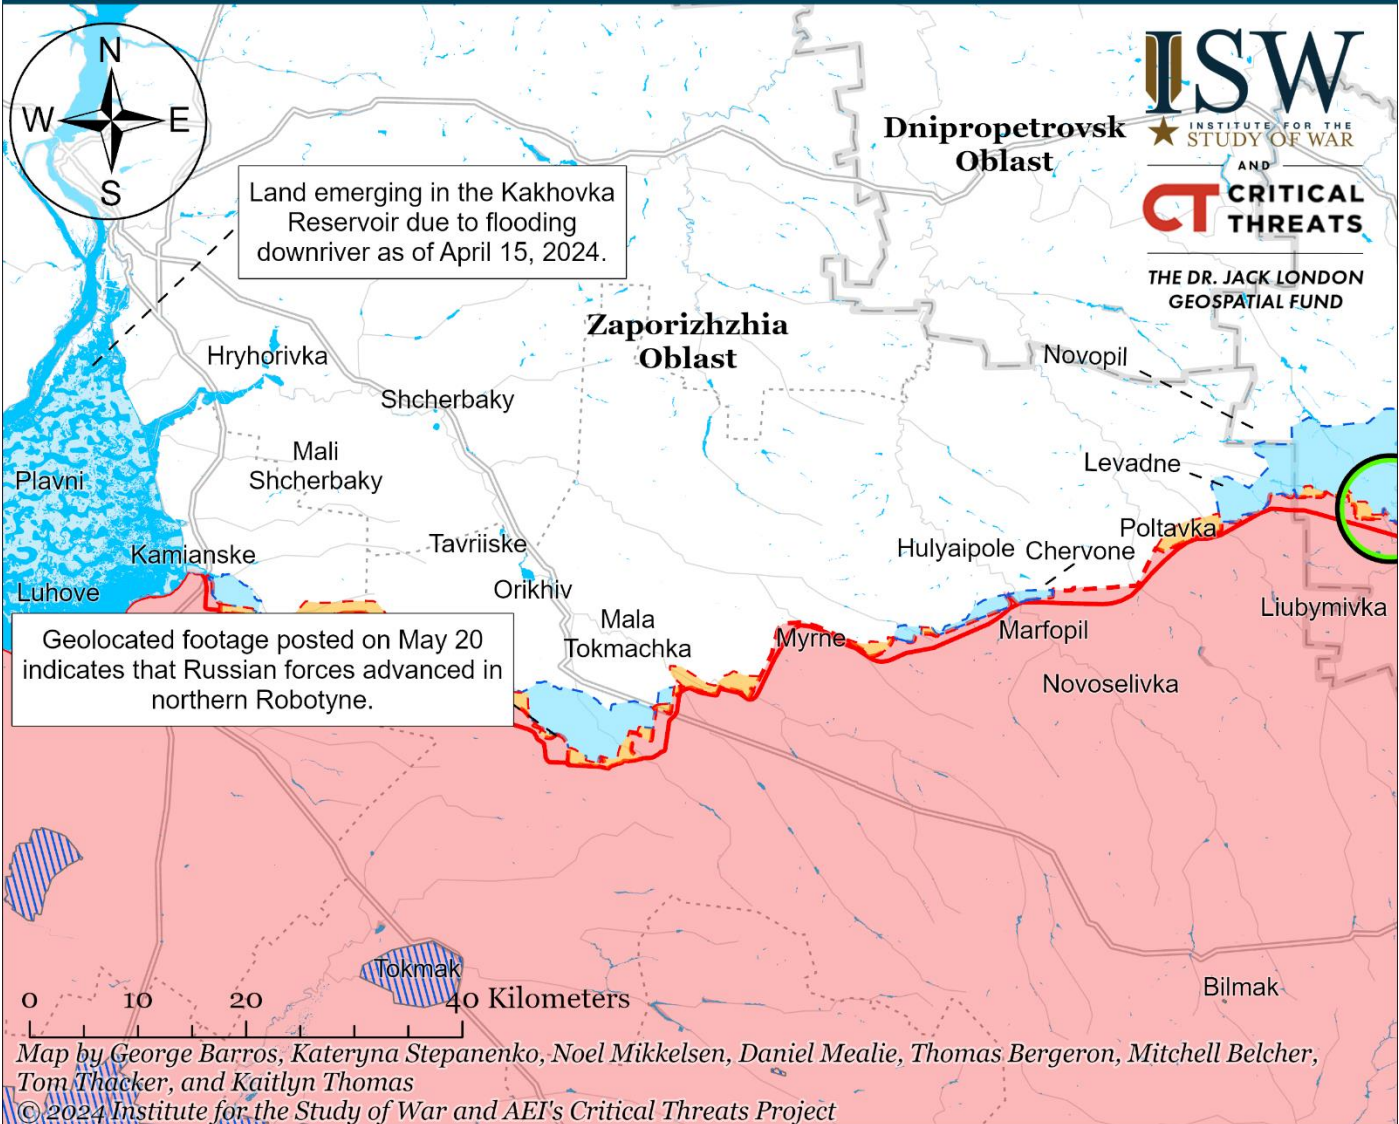 N
W
E
S
ISW
INSTITUTE FOR THE
STUDY OF WAR
AND
CT CRITICAL
THREATS
THE DR. JACK LONDON
GEOSPATIAL FUND
Dnipropetrovsk
Oblast
Land emerging in the Kakhovka
Reservoir due to flooding
downriver as of April 15, 2024.
Zaporizhzhia
Oblast
Hryhorivka
Novopil
Shcherbaky
Mali
Shcherbaky
Levadne
Plavni
Poltavka
Kamianske
Tavriiske
Hulyaipole
Chervone
Luhove
Orikhiv
Liubymivka
Mala
Tokmachka
Myrne
Marfopil
Geolocated footage posted on May 20
indicates that Russian forces advanced in
northern Robotyne.
Novoselivka
Tokmak
Bilmak
0 10 20 40 Kilometers
Map by George Barros, Kateryna Stepanenko, Noel Mikkelsen, Daniel Mealie, Thomas Bergeron, Mitchell Belcher,
Tom Thacker, and Kaitlyn Thomas
© 2024 Institute for the Study of War and AEI's Critical Threats Project